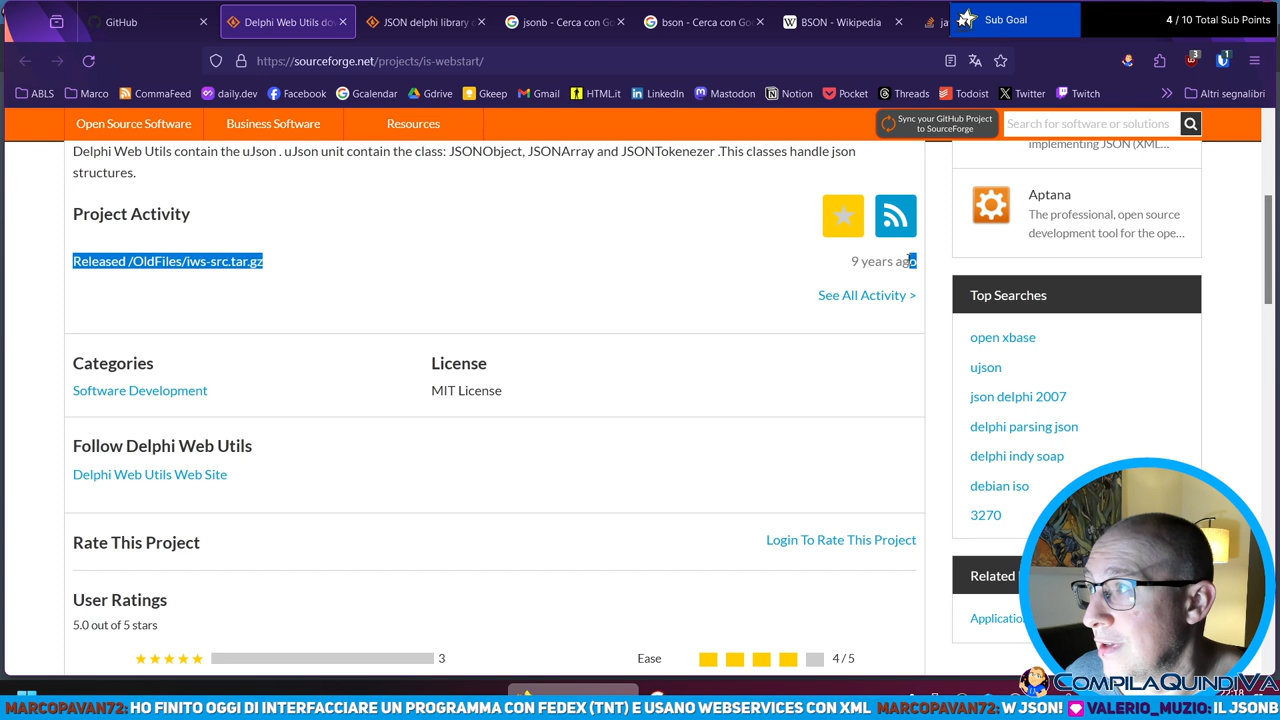 GitHub
Delphi Web Utils do
JSON delphi library
jsonb - Cerca con Go
bson - Cerca con Goo
BSON - Wikipedia
ja
Sub Goal
4 / 10 Total Sub Points
https://sourceforge.net/projects/is-webstart/
3
1
ABLS
Marco
CommaFeed
daily.dev
Facebook
Gcalendar
Gdrive
Gkeep
Gmail
HTML.it
LinkedIn
Mastodon
Notion
Pocket
Threads
Todoist
Twitter
Twitch
Altri segnalibri
Open Source Software
Business Software
Resources
Sync your GitHub Project
to SourceForge
Search for software or solutions
Delphi Web Utils contain the uJson . uJson unit contain the class: JSONObject, JSONArray and JSONTokenezer .This classes handle json
structures.
Project Activity
Released /OldFiles/iws-src.tar.gz
9 years ago
See All Activity >
Categories
License
Software Development
MIT License
Follow Delphi Web Utils
Delphi Web Utils Web Site
Rate This Project
Login To Rate This Project
User Ratings
5.0 out of 5 stars
3
Ease
4 / 5
implementing JSON (XML...
Aptana
The professional, open source
development tool for the ope...
Top Searches
open xbase
ujson
json delphi 2007
delphi parsing json
delphi indy soap
debian iso
3270
Related
Applicatio
COMPILAQUINDIVA
22:18
MARCOPAVAN72: HO FINITO OGGI DI INTERFACCIARE UN PROGRAMMA CON FEDEX (TNT) E USANO WEBSERVICES CON XML MARCOPAVAN72: W JSON! VALERIO_MUZIO: IL JSONB